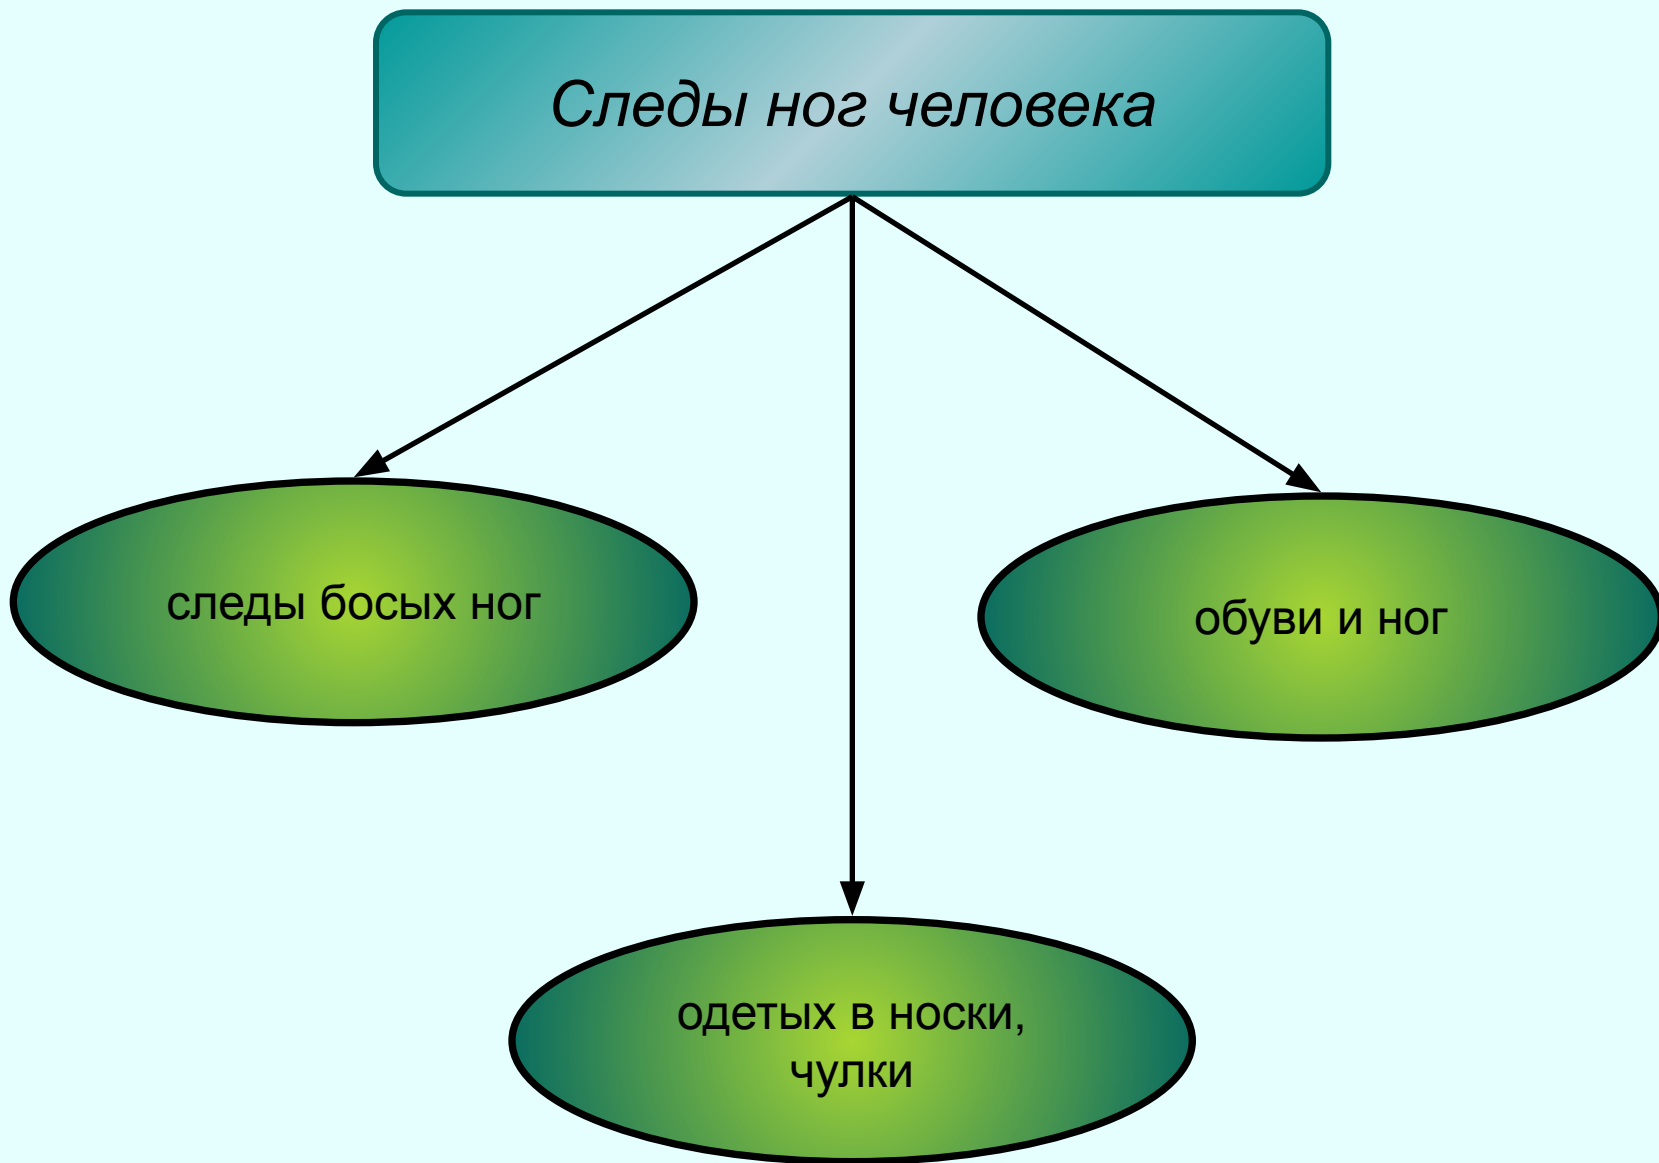 Следы ног человека
следы босых ног
обуви и ног
одетых в носки,
чулки